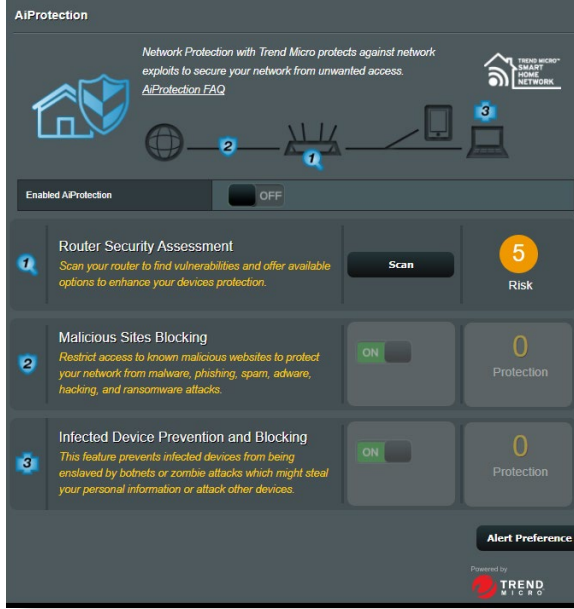 AiProtection
Network Protection with Trend Micro protects against network
exploits to secure your network from unwanted access.
AiProtection FAQ
TREND MICRO™
SMART
HOME
NETWORK
2
1
3
Enabled AiProtection
OFF
1
Router Security Assessment
Scan your router to find vulnerabilities and offer available
options to enhance your devices protection.
Scan
5
Risk
2
Malicious Sites Blocking
Restrict access to known malicious websites to protect
your network from malware, phishing, spam, adware,
hacking, and ransomware attacks.
ON
0
Protection
3
Infected Device Prevention and Blocking
This feature prevents infected devices from being
enslaved by botnets or zombie attacks which might steal
your personal information or attack other devices.
ON
0
Protection
Alert Preference
Powered by
TREND
MICRO